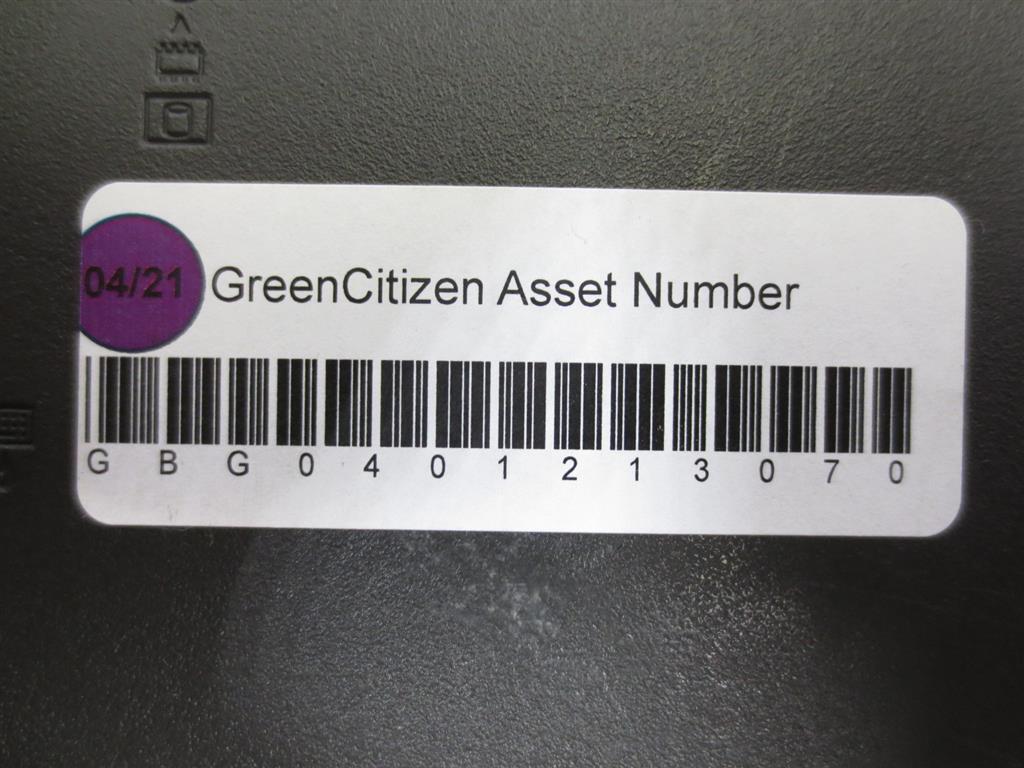 04/21 GreenCitizen Asset Number
G B G 0 4 0 1 2 1 3 0 7 0